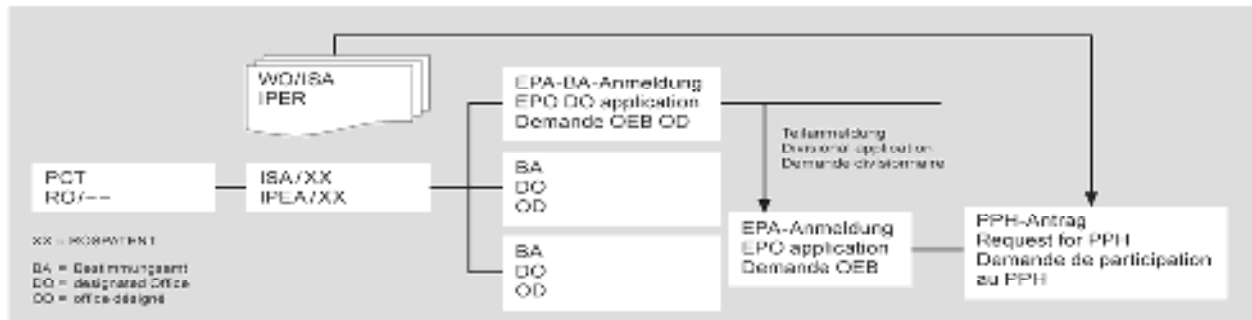 WO/ISA
IPER
EPA-BA-Anmeldung
EPO DO application
Demande OEB OD
Teilanmeldung
Divisional application
Demande divisionnaire
PCT
RO/--
ISA/XX
IPEA/XX
BA
DO
OD
BA
DO
OD
EPA-Anmeldung
EPO application
Demande OEB
PPH-Antrag
Request for PPH
Demande de participation
au PPH
XX = ROSPATENT
BA = Bestimmungsamt
DO = designated Office
OD = office désigné